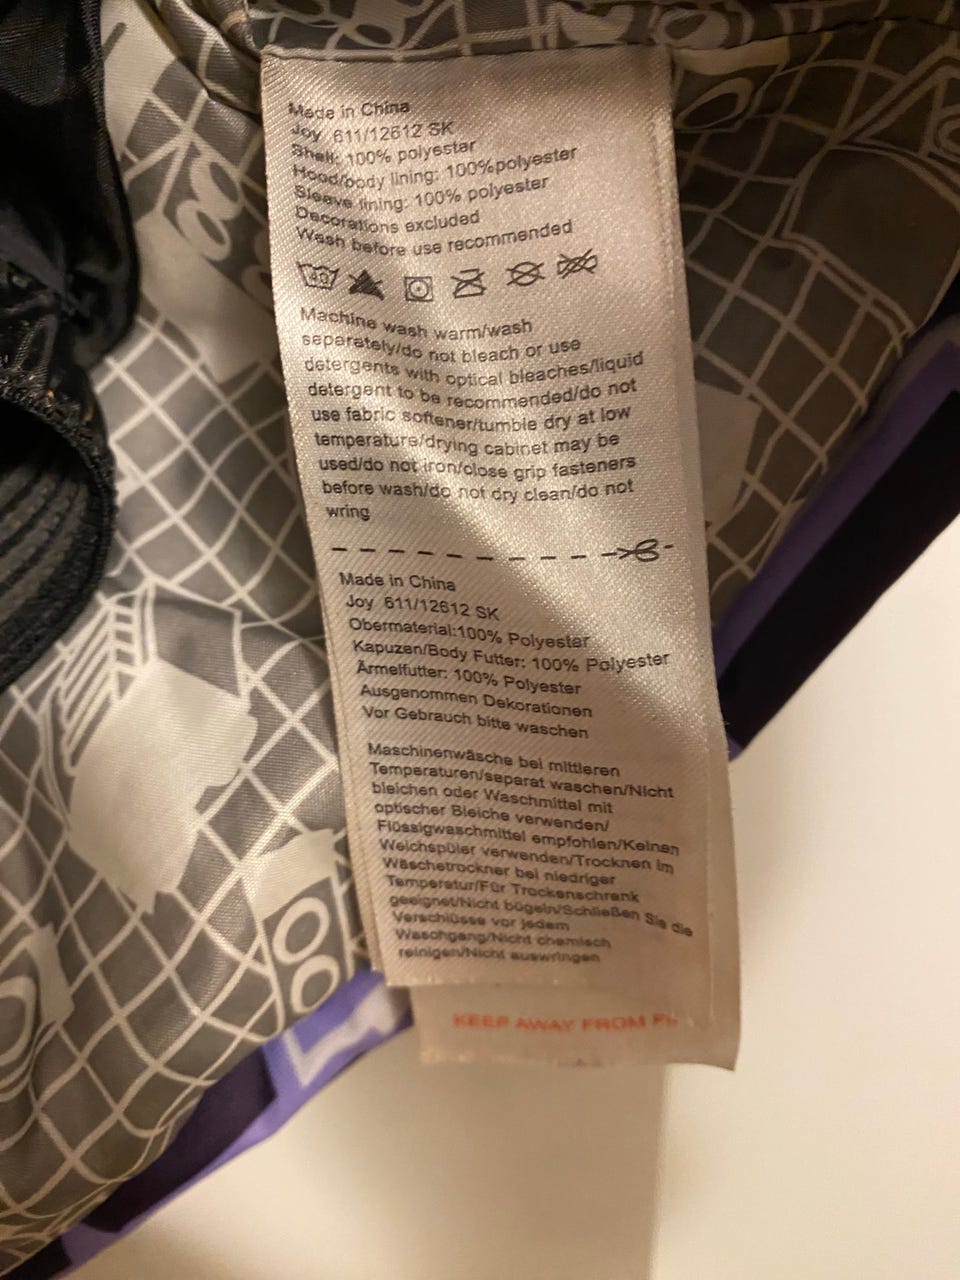 Made in China
Joy 611/12612 SK
Shell: 100% polyester
Hood/body lining: 100%polyester
Sleeve lining: 100% polyester
Decorations excluded
Wash before use recommended
Machine wash warm/wash
seperately/do not bleach or use
detergents with optical bleaches/liquid
detergent to be recommended/do not
use fabric softener/tumble dry at low
temperature/drying cabinet may be
used/do not iron/close grip fasteners
before wash/do not dry clean/do not
wring
Made in China
Joy 611/12612 SK
Obermaterial:100% Polyester
Kapuzen/Body Futter: 100% Polyester
Ärmelfutter: 100% Polyester
Ausgenommen Dekorationen
Vor Gebrauch bitte waschen
Maschinenwäsche bei mittleren
Temperaturen/separat waschen/Nicht
bleichen oder Waschmittel mit
optischer Bleiche verwenden/
Flüssigwaschmittel empfohlen/Keinen
Weichspüler verwenden/Trocknen im
Wäschetrockner bei niedriger
Temperatur/Für Trockenschrank
geeignet/Nicht bügeln/Schließen Sie die
Verschlüsse vor jedem
Waschgang/Nicht chemisch
reinigen/Nicht auswringen
KEEP AWAY FROM